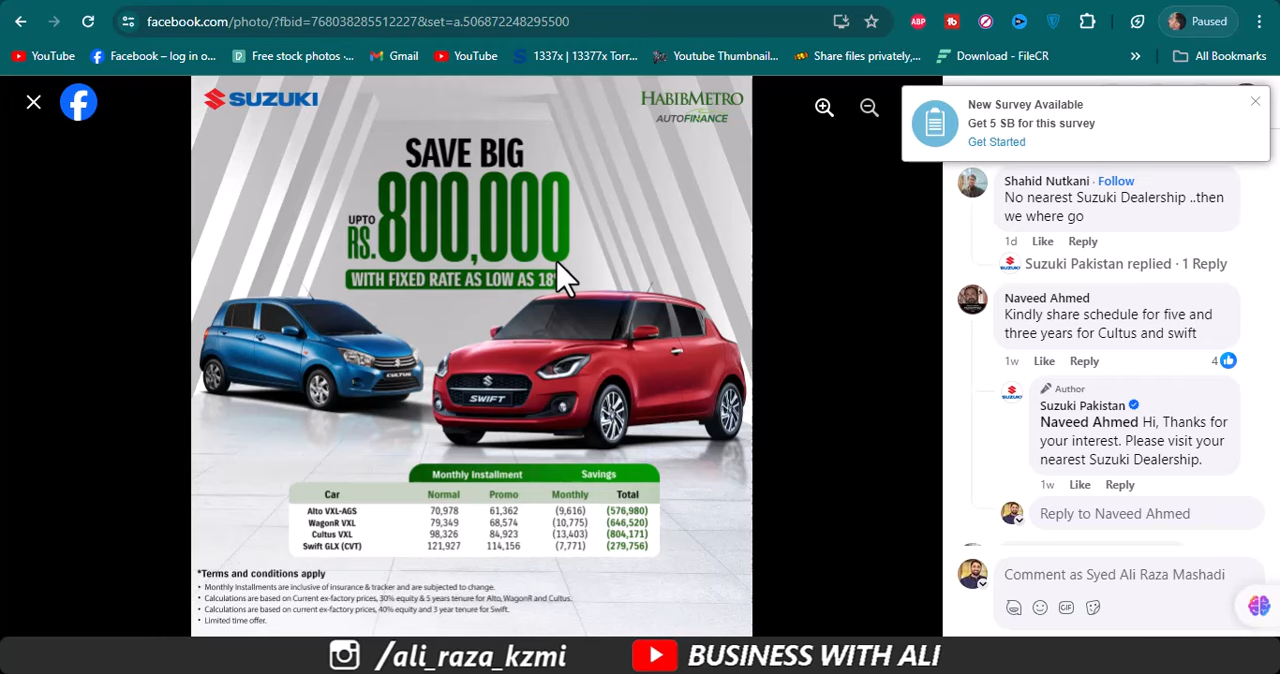 facebook.com/photo/?fbid=768038285512227&set=a.506872248295500
ABP
tb
Paused
YouTube
Facebook – log in o...
Free stock photos -...
Gmail
YouTube
1337x | 13377x Torr...
Youtube Thumbnail...
Share files privately,...
Download - FileCR
»
All Bookmarks
SUZUKI
HABIBMETRO
AUTOFINANCE
SAVE BIG
UPTO
RS. 800,000
WITH FIXED RATE AS LOW AS 18
CULTUS
SWIFT
Monthly Installment Savings
Car Normal Promo Monthly Total
Alto VXL-AGS 70,978 61,362 (9,616) (576,980)
WagonR VXL 79,349 68,574 (10,775) (646,520)
Cultus VXL 98,326 84,923 (13,403) (804,171)
Swift GLX (CVT) 121,927 114,156 (7,771) (279,756)
*Terms and conditions apply
• Monthly Installments are inclusive of insurance & tracker and are subjected to change.
• Calculations are based on Current ex-factory prices, 30% equity & 5 years tenure for Alto, WagonR and Cultus.
• Calculations are based on current ex-factory prices, 40% equity and 3 year tenure for Swift.
• Limited time offer.
New Survey Available
Get 5 SB for this survey
Get Started
Shahid Nutkani · Follow
No nearest Suzuki Dealership ..then
we where go
1d Like Reply
SUZUKI
Suzuki Pakistan replied · 1 Reply
Naveed Ahmed
Kindly share schedule for five and
three years for Cultus and swift
1w Like Reply 4
Author
SUZUKI
Suzuki Pakistan
Naveed Ahmed Hi, Thanks for
your interest. Please visit your
nearest Suzuki Dealership.
1w Like Reply
Reply to Naveed Ahmed
Comment as Syed Ali Raza Mashadi
GIF
/ali_raza_kzmi
BUSINESS WITH ALI